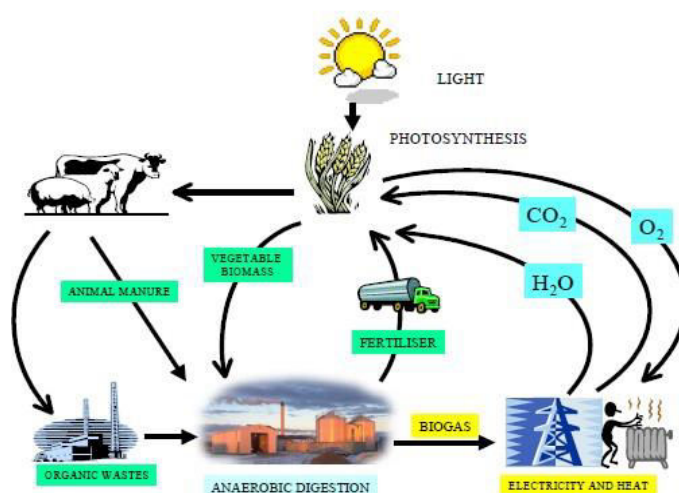 LIGHT
PHOTOSYNTHESIS
CO2
O2
VEGETABLE
BIOMASS
H2O
ANIMAL MANURE
FERTILISER
BIOGAS
ORGANIC WASTES
ANAEROBIC DIGESTION
ELECTRICITY AND HEAT